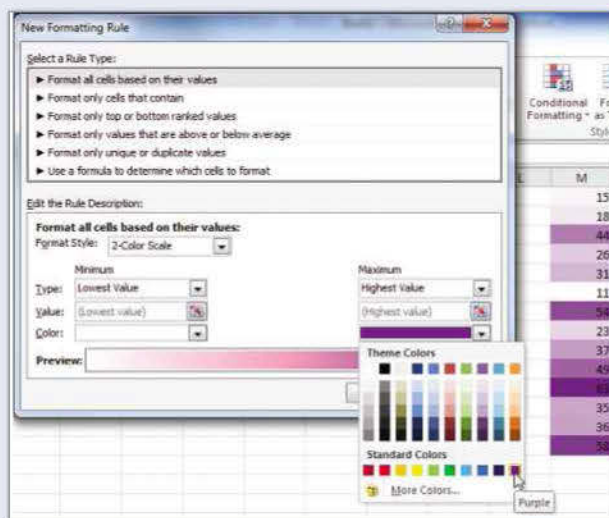 New Formatting Rule
Select a Rule Type:
► Format all cells based on their values
► Format only cells that contain
► Format only top or bottom ranked values
► Format only values that are above or below average
► Format only unique or duplicate values
► Use a formula to determine which cells to format
Edit the Rule Description:
Format all cells based on their values:
Format Style: 2-Color Scale
Minimum Maximum
Type: Lowest Value Highest Value
Value: (Lowest value) (Highest value)
Color:
Preview:
Theme Colors
Standard Colors
More Colors...
Purple
Conditional
Formatting as
Style
M
15
18
44
26
31
11
54
23
37
49
35
36
58